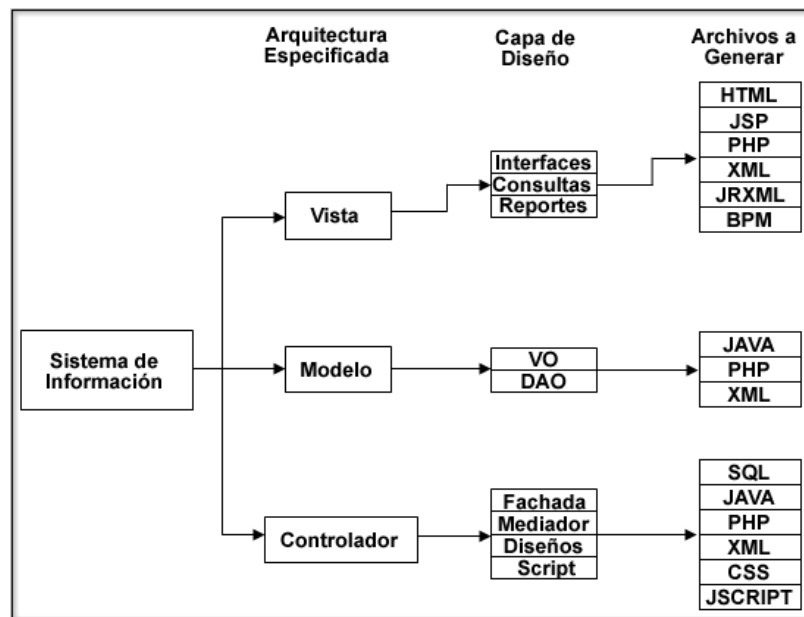 Arquitectura
Especificada
Capa de
Diseño
Archivos a
Generar
Sistema de
Información
Vista
Interfaces
Consultas
Reportes
HTML
JSP
PHP
XML
JRXML
BPM
Modelo
VO
DAO
JAVA
PHP
XML
Controlador
Fachada
Mediador
Diseños
Script
SQL
JAVA
PHP
XML
CSS
JSCRIPT